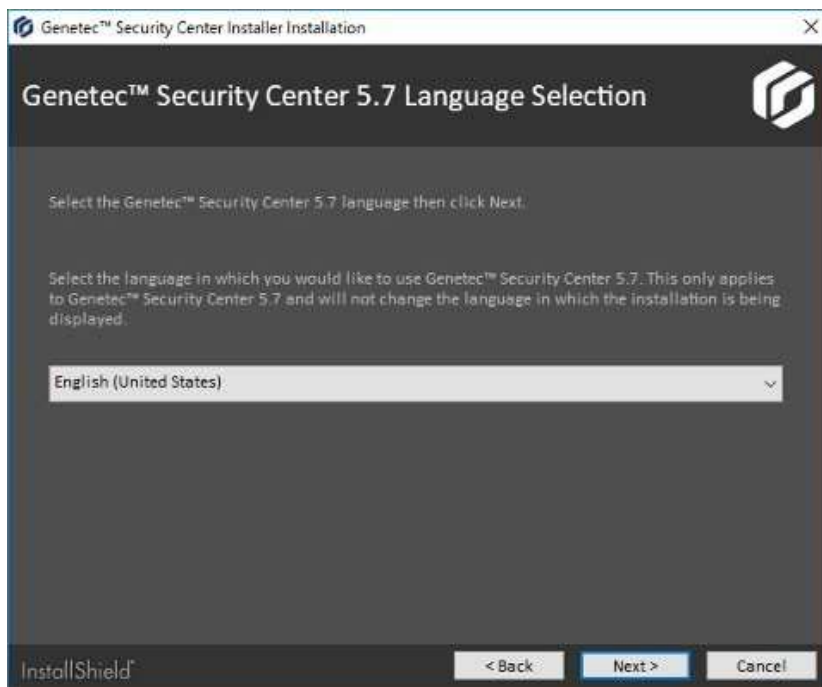 Genetec™ Security Center Installer Installation
Genetec™ Security Center 5.7 Language Selection
Select the Genetec™ Security Center 5.7 language then click Next.
Select the language in which you would like to use Genetec™ Security Center 5.7. This only applies
to Genetec™ Security Center 5.7 and will not change the language in which the installation is being
displayed.
English (United States)
InstallShield™
< Back Next > Cancel